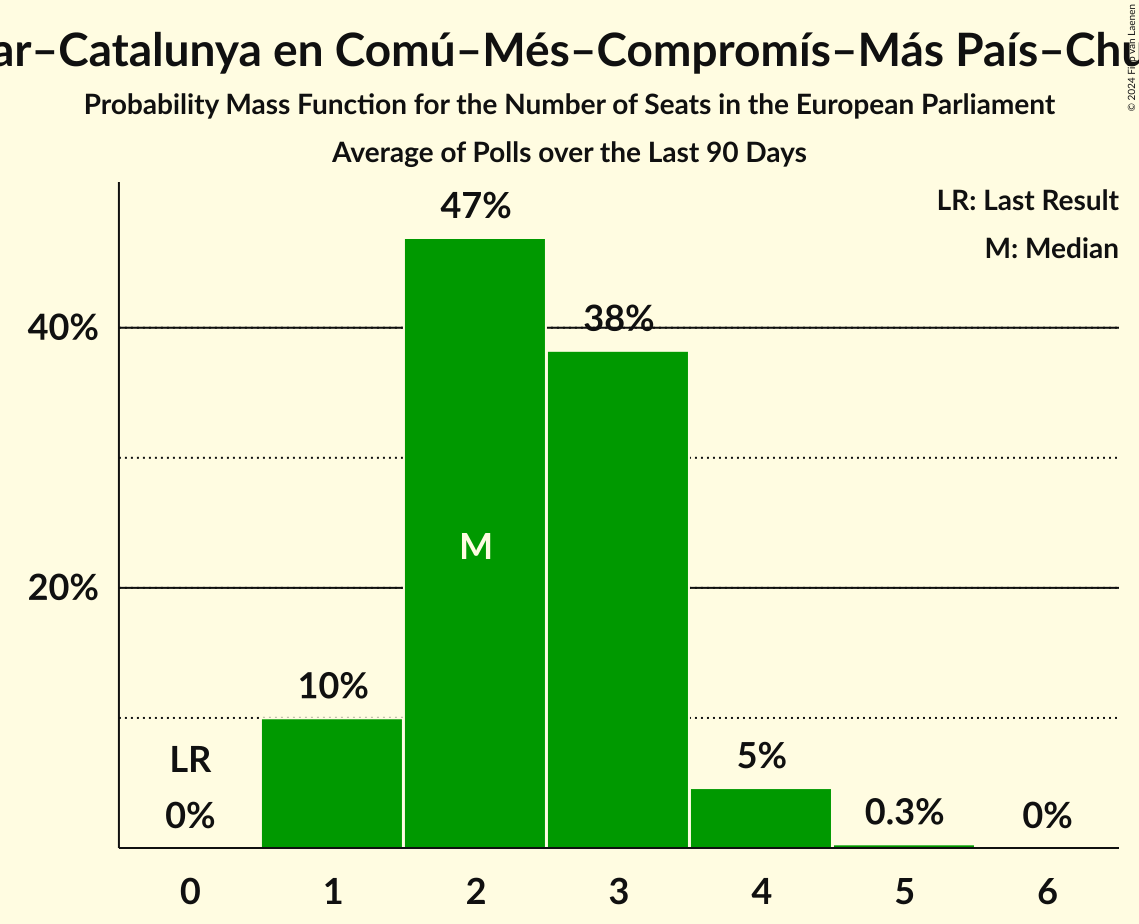 ar–Catalunya en Comú–Més–Compromís–Más País–Chu
© 2024 Filip van Laenen
Probability Mass Function for the Number of Seats in the European Parliament
Average of Polls over the Last 90 Days
LR: Last Result
M: Median
47%
38%
40%
M
20%
10%
LR
5%
0%
0.3%
0%
0 1 2 3 4 5 6